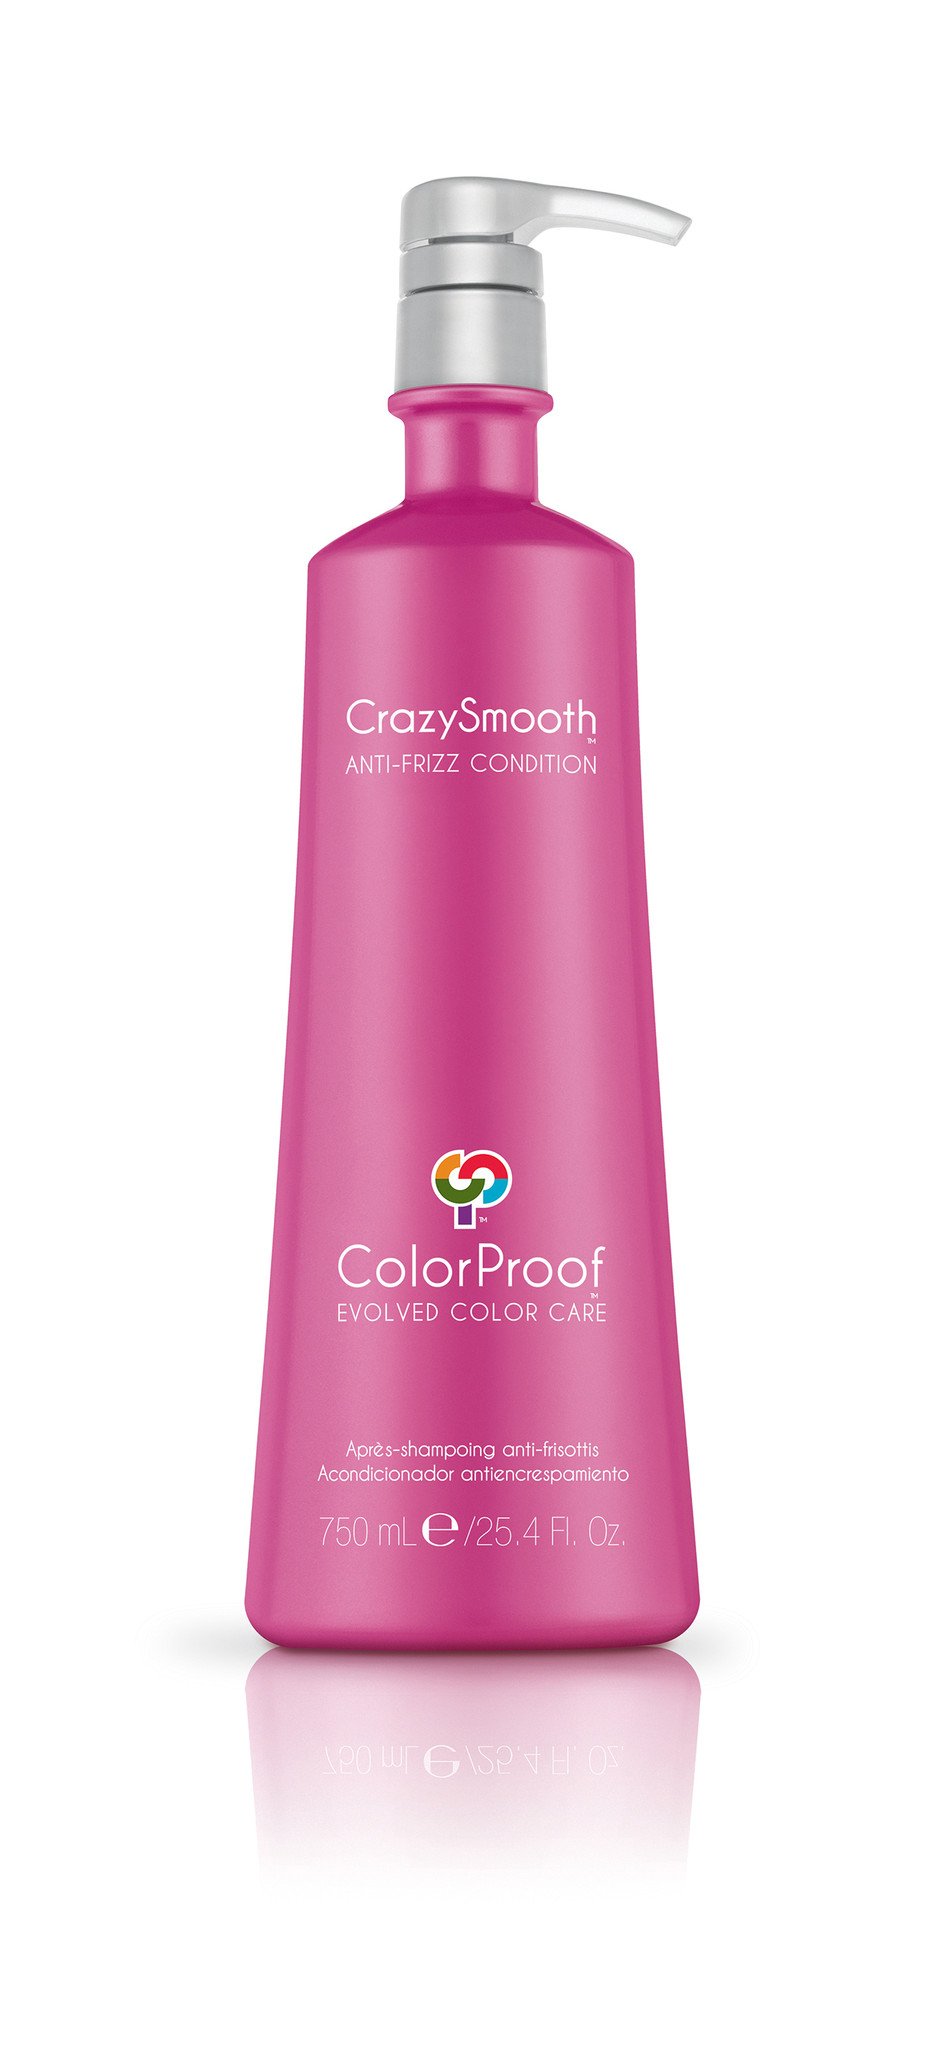 CrazySmooth™
ANTI-FRIZZ CONDITION
™
ColorProof™
EVOLVED COLOR CARE
Après-shampoing anti-frisottis
Acondicionador antiencrespamiento
750 mL ℮/25.4 Fl. Oz.